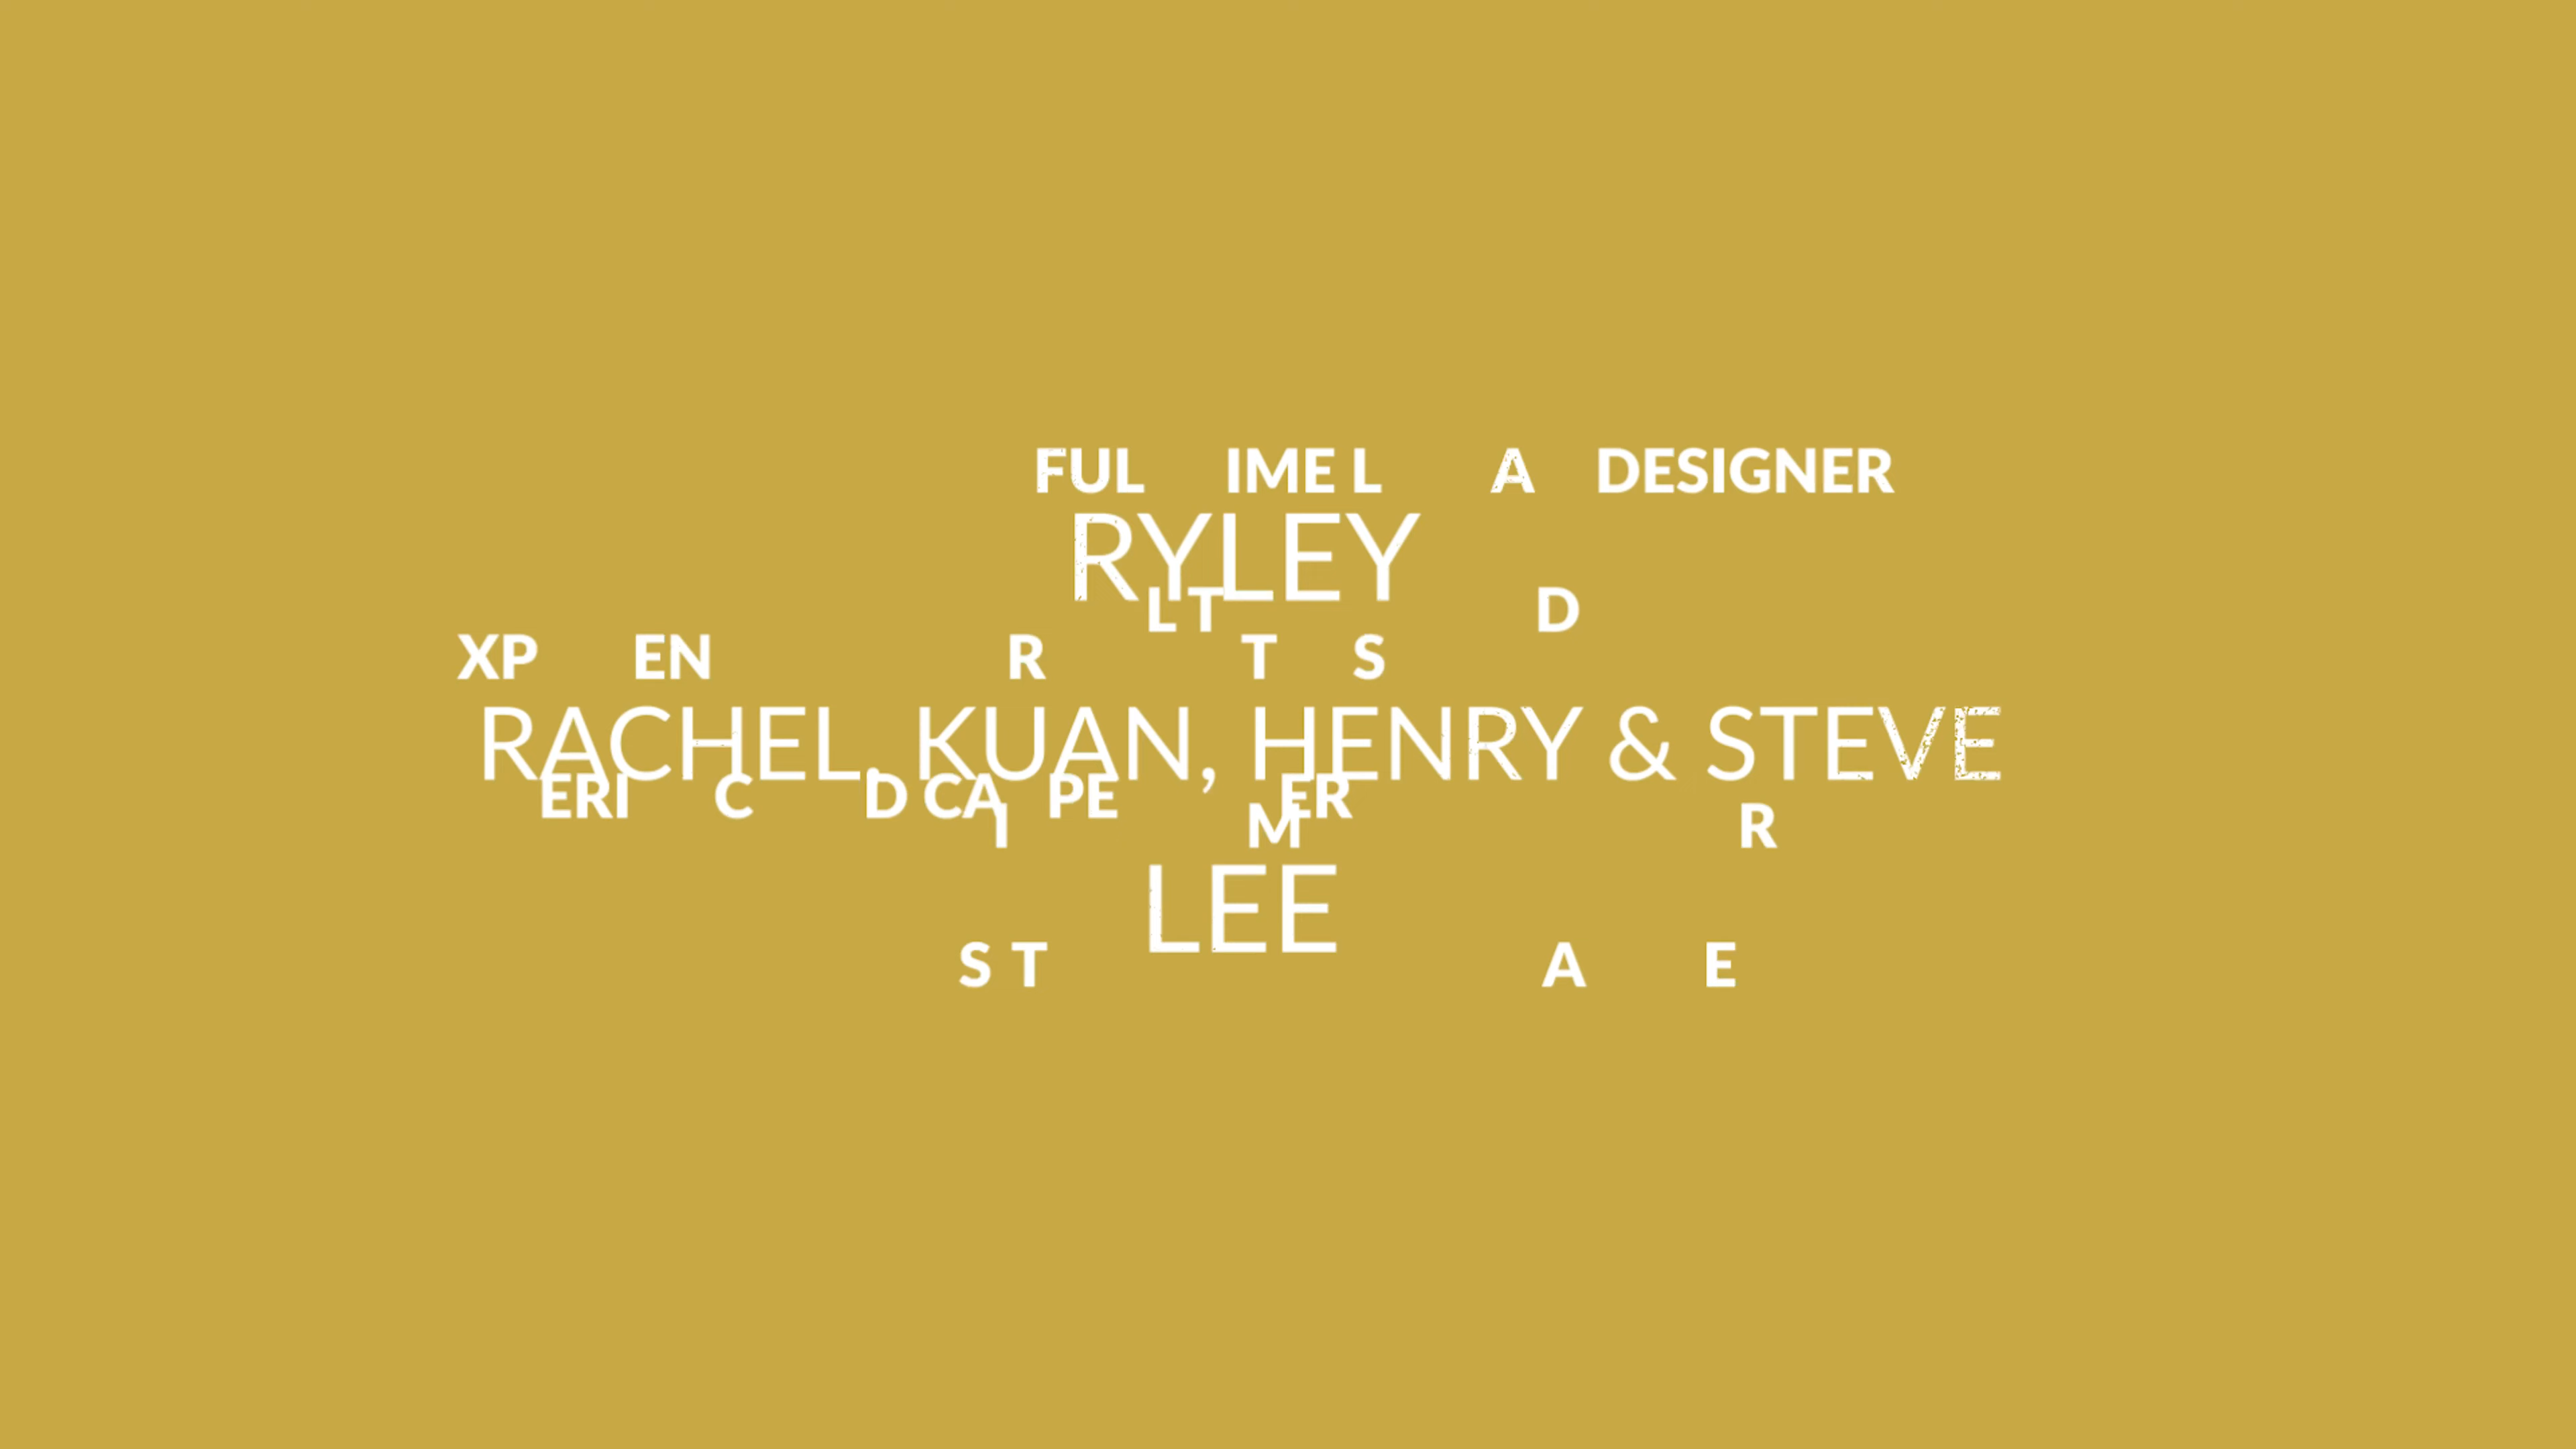 FUL IME L A DESIGNER
RYLEY
LT D
XP EN R T S
RACHEL, KUAN, HENRY & STEVE
ERI C D CA PE ER
I M R
LEE
S T A E